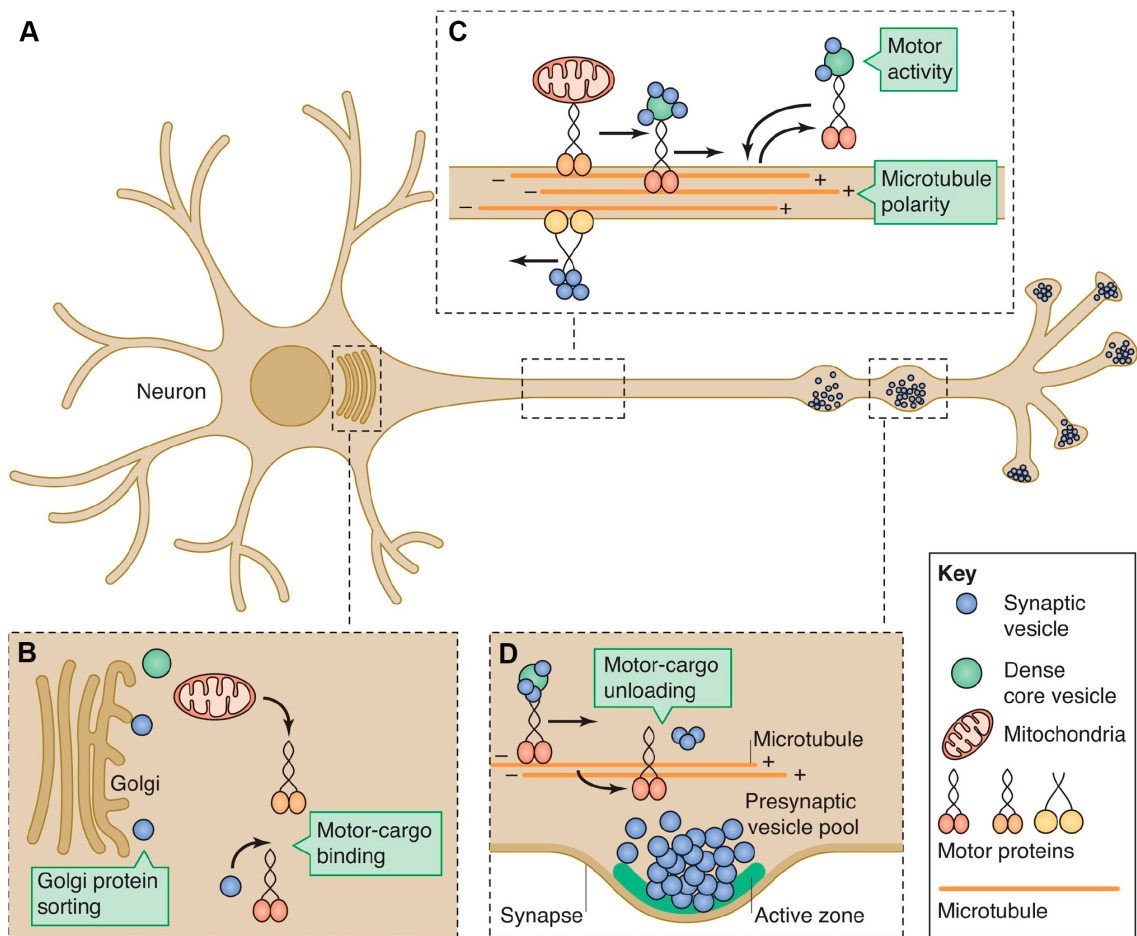 A
C
Motor
activity
Microtubule
polarity
− +
− +
− +
Neuron
B
Golgi
Golgi protein
sorting
Motor-cargo
binding
D
Motor-cargo
unloading
Microtubule
− +
− +
Presynaptic
vesicle pool
Synapse
Active zone
Key
Synaptic
vesicle
Dense
core vesicle
Mitochondria
Motor proteins
Microtubule